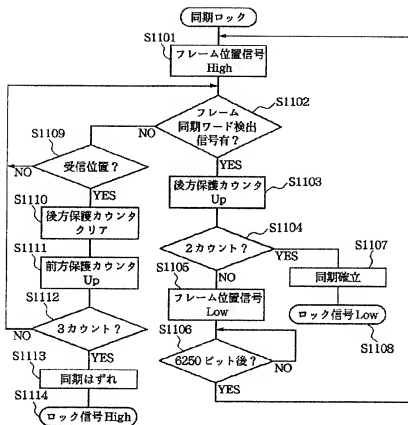 同期ロック
S1101
フレーム位置信号
High
S1102
フレーム
同期ワード検出
信号有?
NO
YES
S1109
受信位置?
NO
YES
S1103
後方保護カウンタ
Up
S1110
後方保護カウンタ
クリア
S1104
2カウント?
YES
NO
S1111
前方保護カウンタ
Up
S1107
同期確立
S1105
フレーム位置信号
Low
S1112
3カウント?
NO
YES
ロック信号Low
S1108
S1106
6250ビット後?
NO
YES
S1113
同期はずれ
S1114
ロック信号High